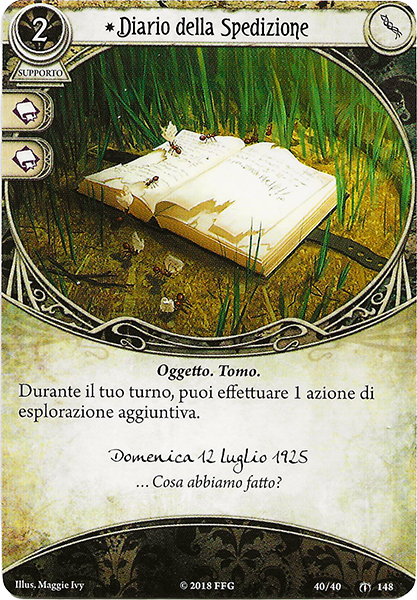 2
*Diario della Spedizione
SUPPORTO
Oggetto. Tomo.
Durante il tuo turno, puoi effettuare 1 azione di
esplorazione aggiuntiva.
Domenica 12 luglio 1925
… Cosa abbiamo fatto?
Illus. Maggie Ivy © 2018 FFG 40/40 148